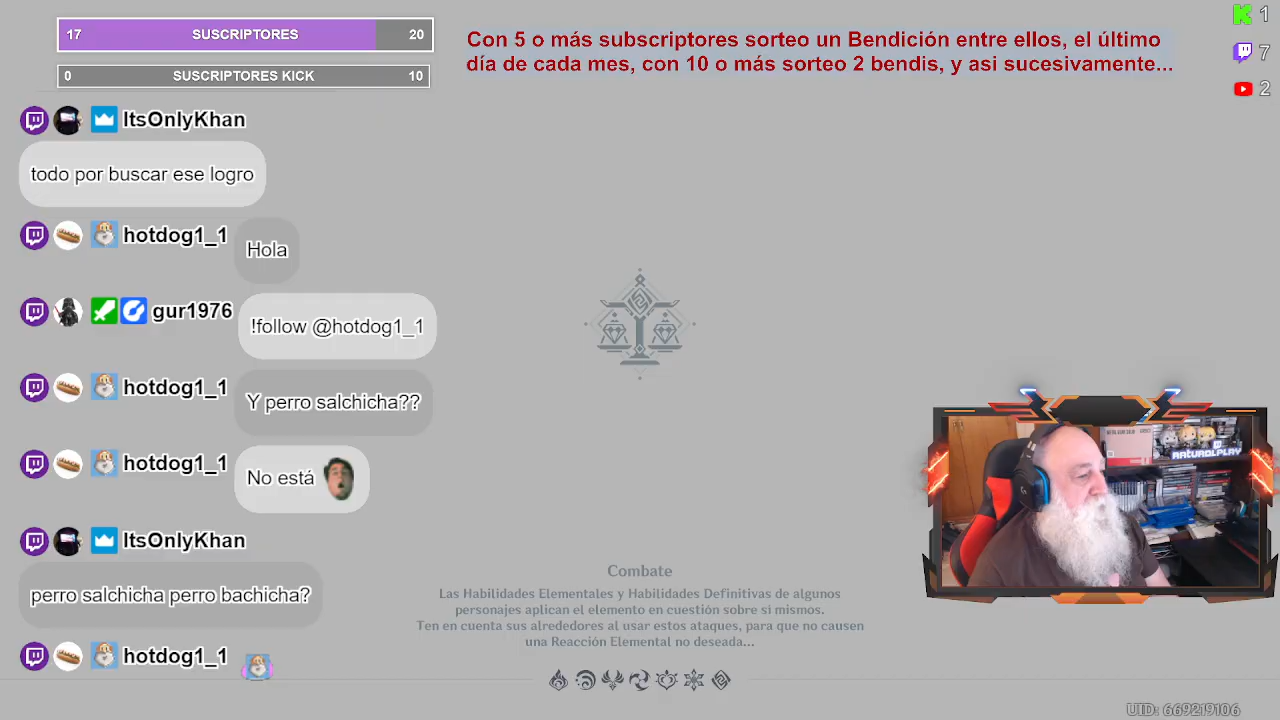 17 SUSCRIPTORES 20
0 SUSCRIPTORES KICK 10
Con 5 o más subscriptores sorteo un Bendición entre ellos, el último
día de cada mes, con 10 o más sorteo 2 bendis, y asi sucesivamente...
1
7
2
ItsOnlyKhan
todo por buscar ese logro
hotdog1_1
Hola
gur1976
!follow @hotdog1_1
hotdog1_1
Y perro salchicha??
hotdog1_1
No está
ItsOnlyKhan
perro salchicha perro bachicha?
hotdog1_1
ARTUROLPLAY
Combate
Las Habilidades Elementales y Habilidades Definitivas de algunos
personajes aplican el elemento en cuestión sobre sí mismos.
Ten en cuenta sus alrededores al usar estos ataques, para que no causen
una Reacción Elemental no deseada...
UID: 669219106